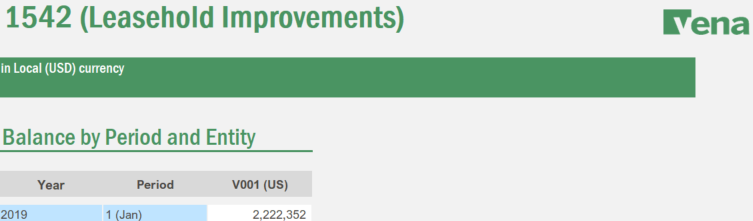 1542 (Leasehold Improvements)
Vena
in Local (USD) currency
Balance by Period and Entity
Year Period V001 (US)
2019 1 (Jan) 2,222,352